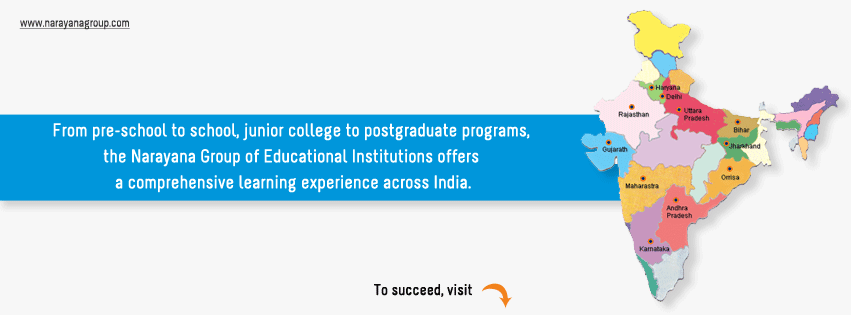 www.narayanagroup.com
From pre-school to school, junior college to postgraduate programs,
the Narayana Group of Educational Institutions offers
a comprehensive learning experience across India.
To succeed, visit
Haryana
Delhi
Rajasthan
Uttara
Pradesh
Bihar
Jharkhand
Gujarath
Maharastra
Orrisa
Andhra
Pradesh
Karnataka